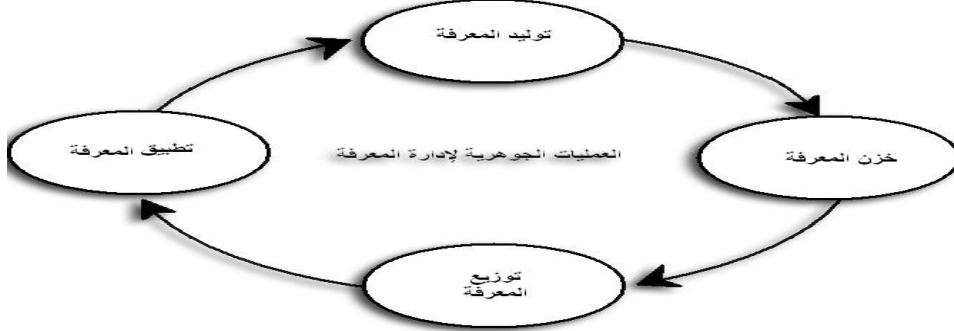 توليد المعرفة
خزن المعرفة
العمليات الجوهرية لإدارة المعرفة
تطبيق المعرفة
توزيع
المعرفة